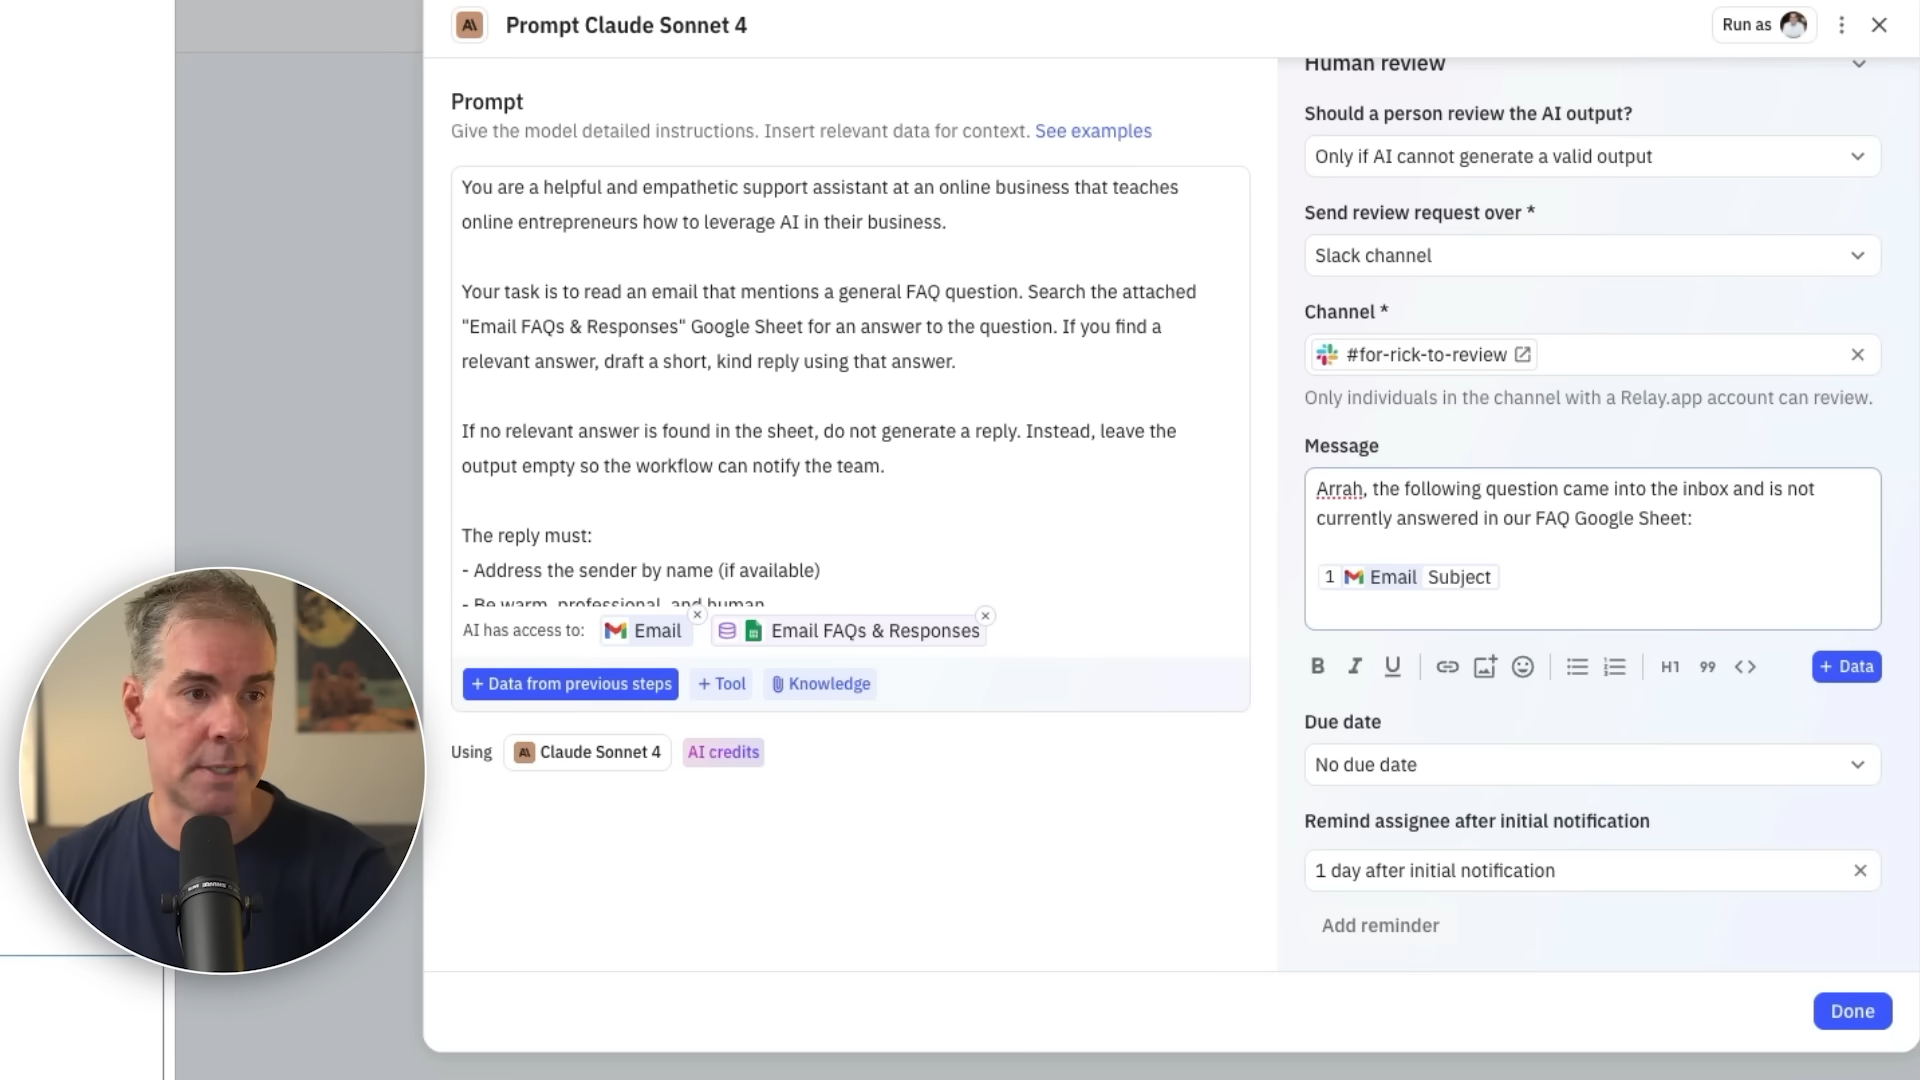 Prompt Claude Sonnet 4
Run as
Prompt
Give the model detailed instructions. Insert relevant data for context. See examples
You are a helpful and empathetic support assistant at an online business that teaches
online entrepreneurs how to leverage AI in their business.
Your task is to read an email that mentions a general FAQ question. Search the attached
"Email FAQs & Responses" Google Sheet for an answer to the question. If you find a
relevant answer, draft a short, kind reply using that answer.
If no relevant answer is found in the sheet, do not generate a reply. Instead, leave the
output empty so the workflow can notify the team.
The reply must:
- Address the sender by name (if available)
- Be warm, professional, and human
AI has access to: Email Email FAQs & Responses
+ Data from previous steps + Tool Knowledge
Using Claude Sonnet 4 AI credits
Human review
Should a person review the AI output?
Only if AI cannot generate a valid output
Send review request over *
Slack channel
Channel *
#for-rick-to-review
Only individuals in the channel with a Relay.app account can review.
Message
Arrah, the following question came into the inbox and is not
currently answered in our FAQ Google Sheet:
1 Email Subject
B I U H1 99 <> + Data
Due date
No due date
Remind assignee after initial notification
1 day after initial notification
Add reminder
Done